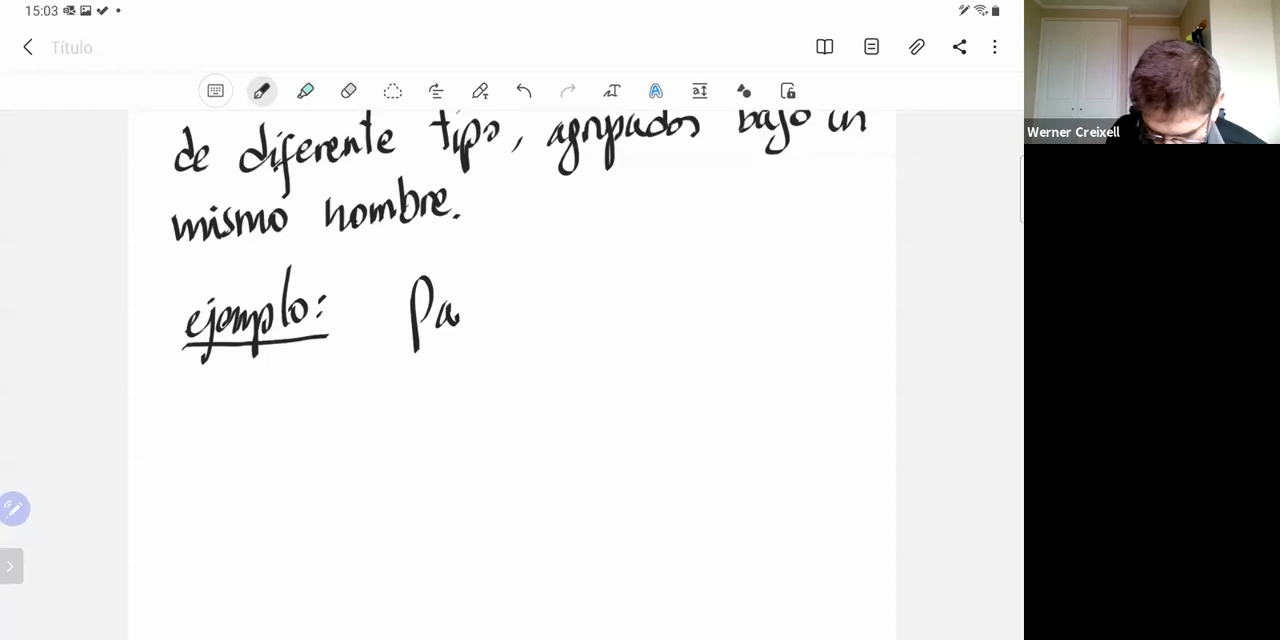 15:03
Título
de diferente tipo, agrupados bajo un
mismo nombre.
ejemplo: Pa
Werner Creixell